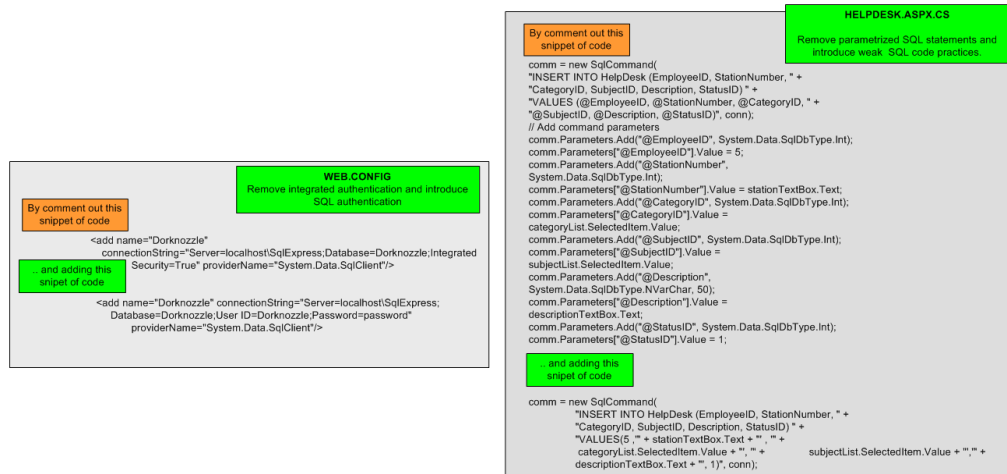 WEB.CONFIG
Remove integrated authentication and introduce
SQL authentication
By comment out this
snippet of code
<add name="Dorknozzle"
connectionString="Server=localhost\SqlExpress;Database=Dorknozzle;Integrated
Security=True" providerName="System.Data.SqlClient"/>
.. and adding this
snipet of code
<add name="Dorknozzle" connectionString="Server=localhost\SqlExpress;
Database=Dorknozzle;User ID=Dorknozzle;Password=password"
providerName="System.Data.SqlClient"/>
HELPDESK.ASPX.CS
Remove parametrized SQL statements and
introduce weak SQL code practices.
By comment out this
snippet of code
comm = new SqlCommand(
"INSERT INTO HelpDesk (EmployeeID, StationNumber, " +
"CategoryID, SubjectID, Description, StatusID) " +
"VALUES (@EmployeeID, @StationNumber, @CategoryID, " +
"@SubjectID, @Description, @StatusID)", conn);
// Add command parameters
comm.Parameters.Add("@EmployeeID", System.Data.SqlDbType.Int);
comm.Parameters["@EmployeeID"].Value = 5;
comm.Parameters.Add("@StationNumber",
System.Data.SqlDbType.Int);
comm.Parameters["@StationNumber"].Value = stationTextBox.Text;
comm.Parameters.Add("@CategoryID", System.Data.SqlDbType.Int);
comm.Parameters["@CategoryID"].Value =
categoryList.SelectedItem.Value;
comm.Parameters.Add("@SubjectID", System.Data.SqlDbType.Int);
comm.Parameters["@SubjectID"].Value =
subjectList.SelectedItem.Value;
comm.Parameters.Add("@Description",
System.Data.SqlDbType.NVarChar, 50);
comm.Parameters["@Description"].Value =
descriptionTextBox.Text;
comm.Parameters.Add("@StatusID", System.Data.SqlDbType.Int);
comm.Parameters["@StatusID"].Value = 1;
.. and adding this
snipet of code
comm = new SqlCommand(
"INSERT INTO HelpDesk (EmployeeID, StationNumber, " +
"CategoryID, SubjectID, Description, StatusID) " +
"VALUES(5 ,'" + stationTextBox.Text + "' , '" +
categoryList.SelectedItem.Value + "', '" + subjectList.SelectedItem.Value + "','" +
descriptionTextBox.Text + "', 1)", conn);